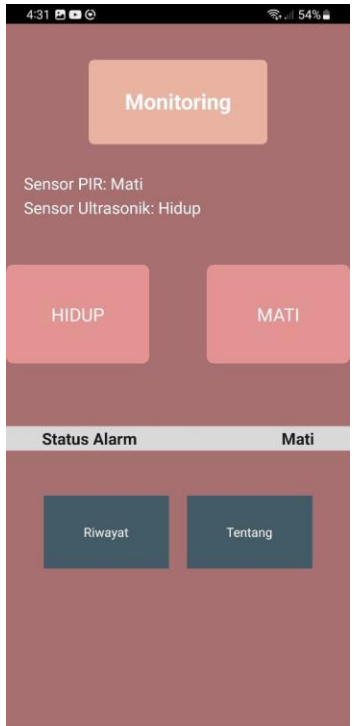 4:31 54%
Monitoring
Sensor PIR: Mati
Sensor Ultrasonik: Hidup
HIDUP MATI
Status Alarm Mati
Riwayat Tentang